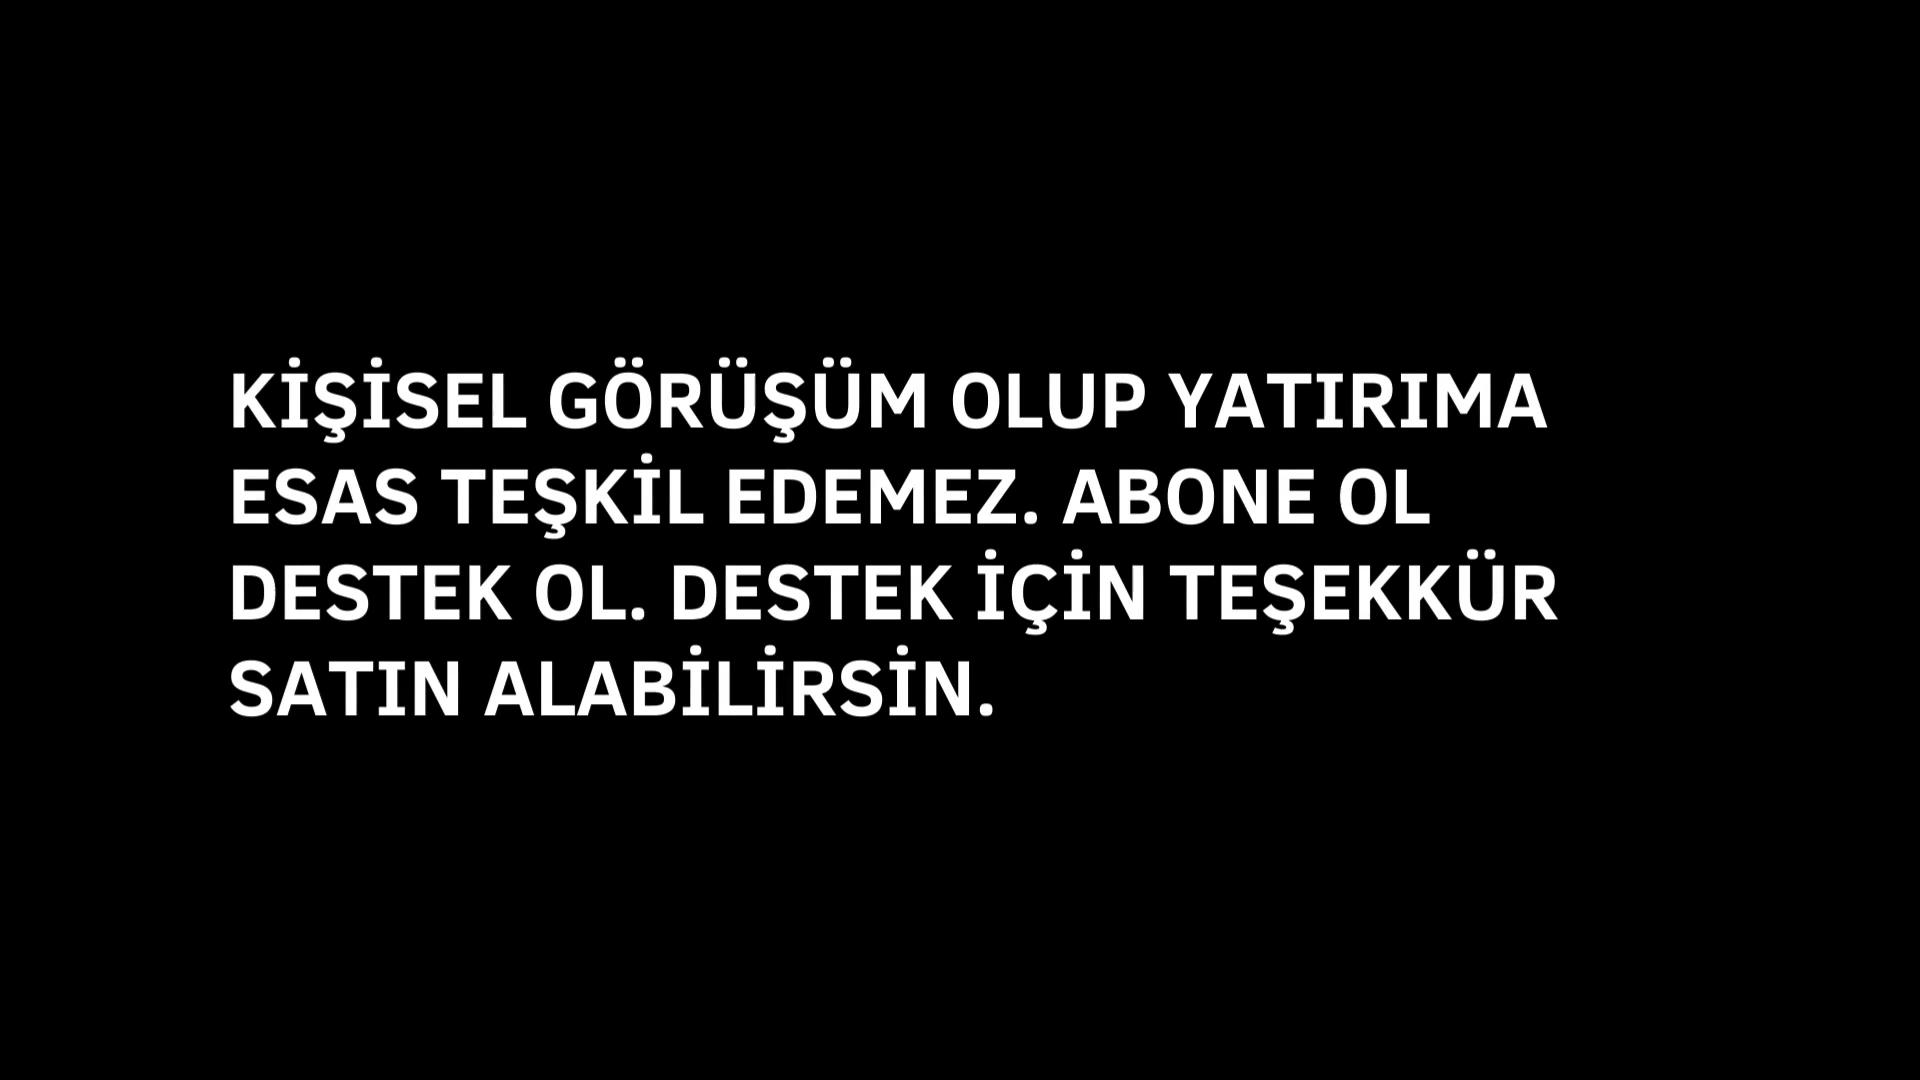 KİŞİSEL GÖRÜŞÜM OLUP YATIRIMA
ESAS TEŞKİL EDEMEZ. ABONE OL
DESTEK OL. DESTEK İÇİN TEŞEKKÜR
SATIN ALABİLİRSİN.